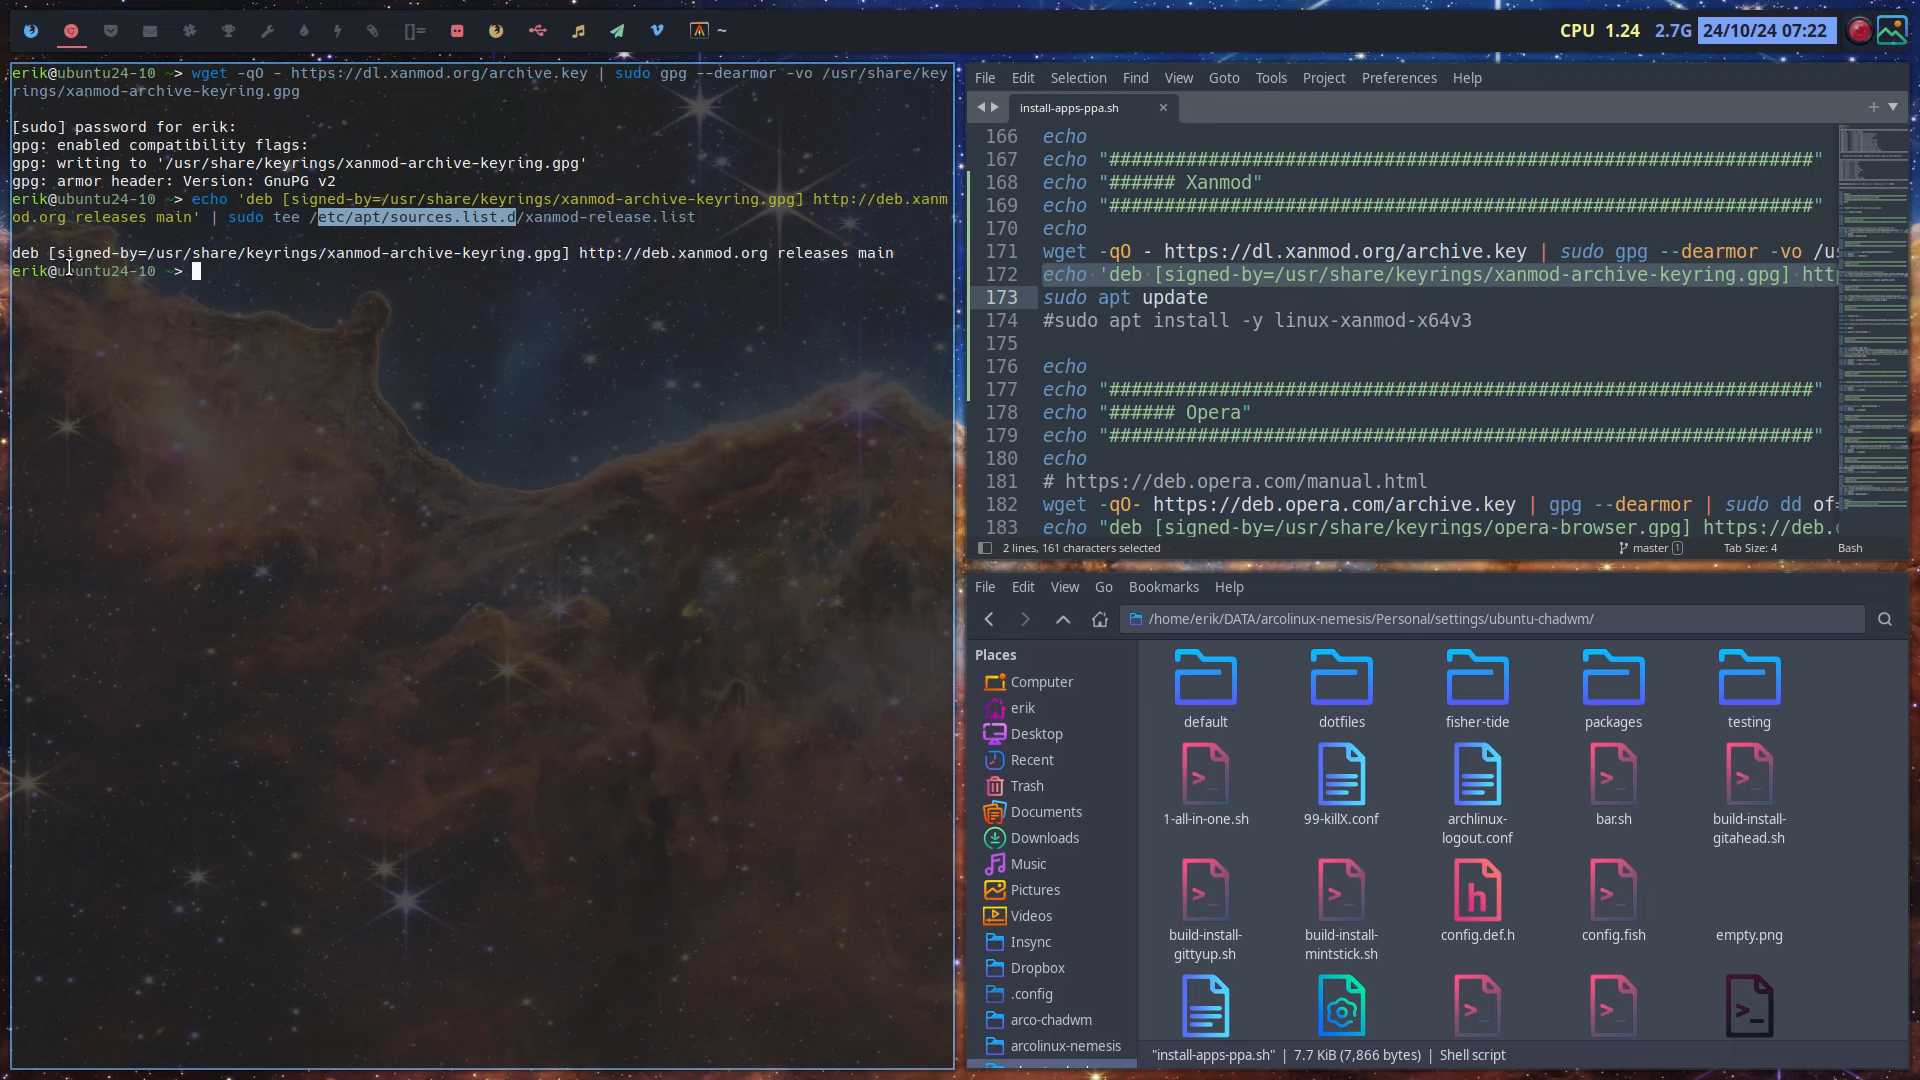 []=
~
CPU 1.24 2.7G 24/10/24 07:22
erik@ubuntu24-10 ~> wget -qO - https://dl.xanmod.org/archive.key | sudo gpg --dearmor -vo /usr/share/key
rings/xanmod-archive-keyring.gpg
[sudo] password for erik:
gpg: enabled compatibility flags:
gpg: writing to '/usr/share/keyrings/xanmod-archive-keyring.gpg'
gpg: armor header: Version: GnuPG v2
erik@ubuntu24-10 ~> echo 'deb [signed-by=/usr/share/keyrings/xanmod-archive-keyring.gpg] http://deb.xanm
od.org releases main' | sudo tee /etc/apt/sources.list.d/xanmod-release.list
deb [signed-by=/usr/share/keyrings/xanmod-archive-keyring.gpg] http://deb.xanmod.org releases main
erik@ubuntu24-10 ~>
File Edit Selection Find View Goto Tools Project Preferences Help
install-apps-ppa.sh
166 echo
167 echo "################################################################"
168 echo "###### Xanmod"
169 echo "################################################################"
170 echo
171 wget -qO - https://dl.xanmod.org/archive.key | sudo gpg --dearmor -vo /us
172 echo 'deb [signed-by=/usr/share/keyrings/xanmod-archive-keyring.gpg] htt
173 sudo apt update
174 #sudo apt install -y linux-xanmod-x64v3
175
176 echo
177 echo "################################################################"
178 echo "###### Opera"
179 echo "################################################################"
180 echo
181 # https://deb.opera.com/manual.html
182 wget -qO- https://deb.opera.com/archive.key | gpg --dearmor | sudo dd of=
183 echo "deb [signed-by=/usr/share/keyrings/opera-browser.gpg] https://deb.o
2 lines, 161 characters selected
master 1 Tab Size: 4 Bash
File Edit View Go Bookmarks Help
/home/erik/DATA/arcolinux-nemesis/Personal/settings/ubuntu-chadwm/
Places
Computer
erik
Desktop
Recent
Trash
Documents
Downloads
Music
Pictures
Videos
Insync
Dropbox
.config
arco-chadwm
arcolinux-nemesis
default dotfiles fisher-tide packages testing
1-all-in-one.sh 99-killX.conf archlinux-
logout.conf bar.sh build-install-
gitahead.sh
build-install-
gittyup.sh build-install-
mintstick.sh config.def.h config.fish empty.png
"install-apps-ppa.sh" | 7.7 KiB (7,866 bytes) | Shell script